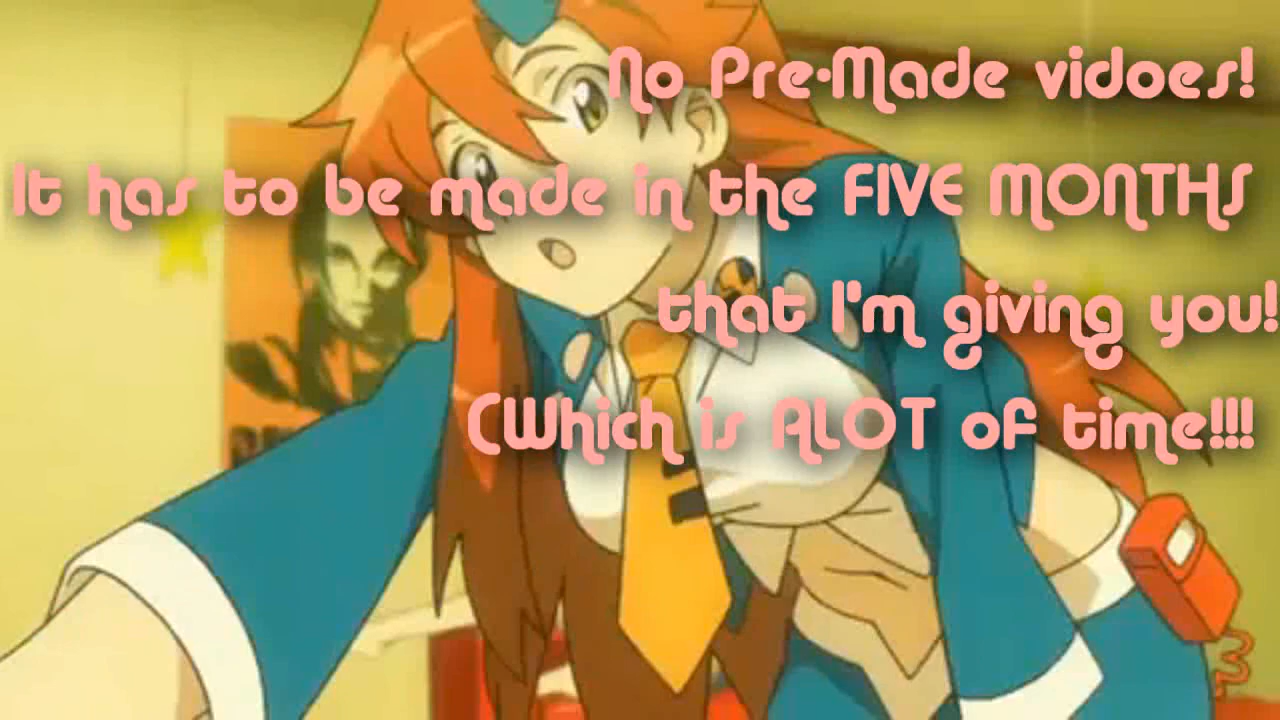 No Pre-Made vidoes!
It has to be made in the FIVE MONTHS
that I'm giving you!
(Which is ALOT of time!!!